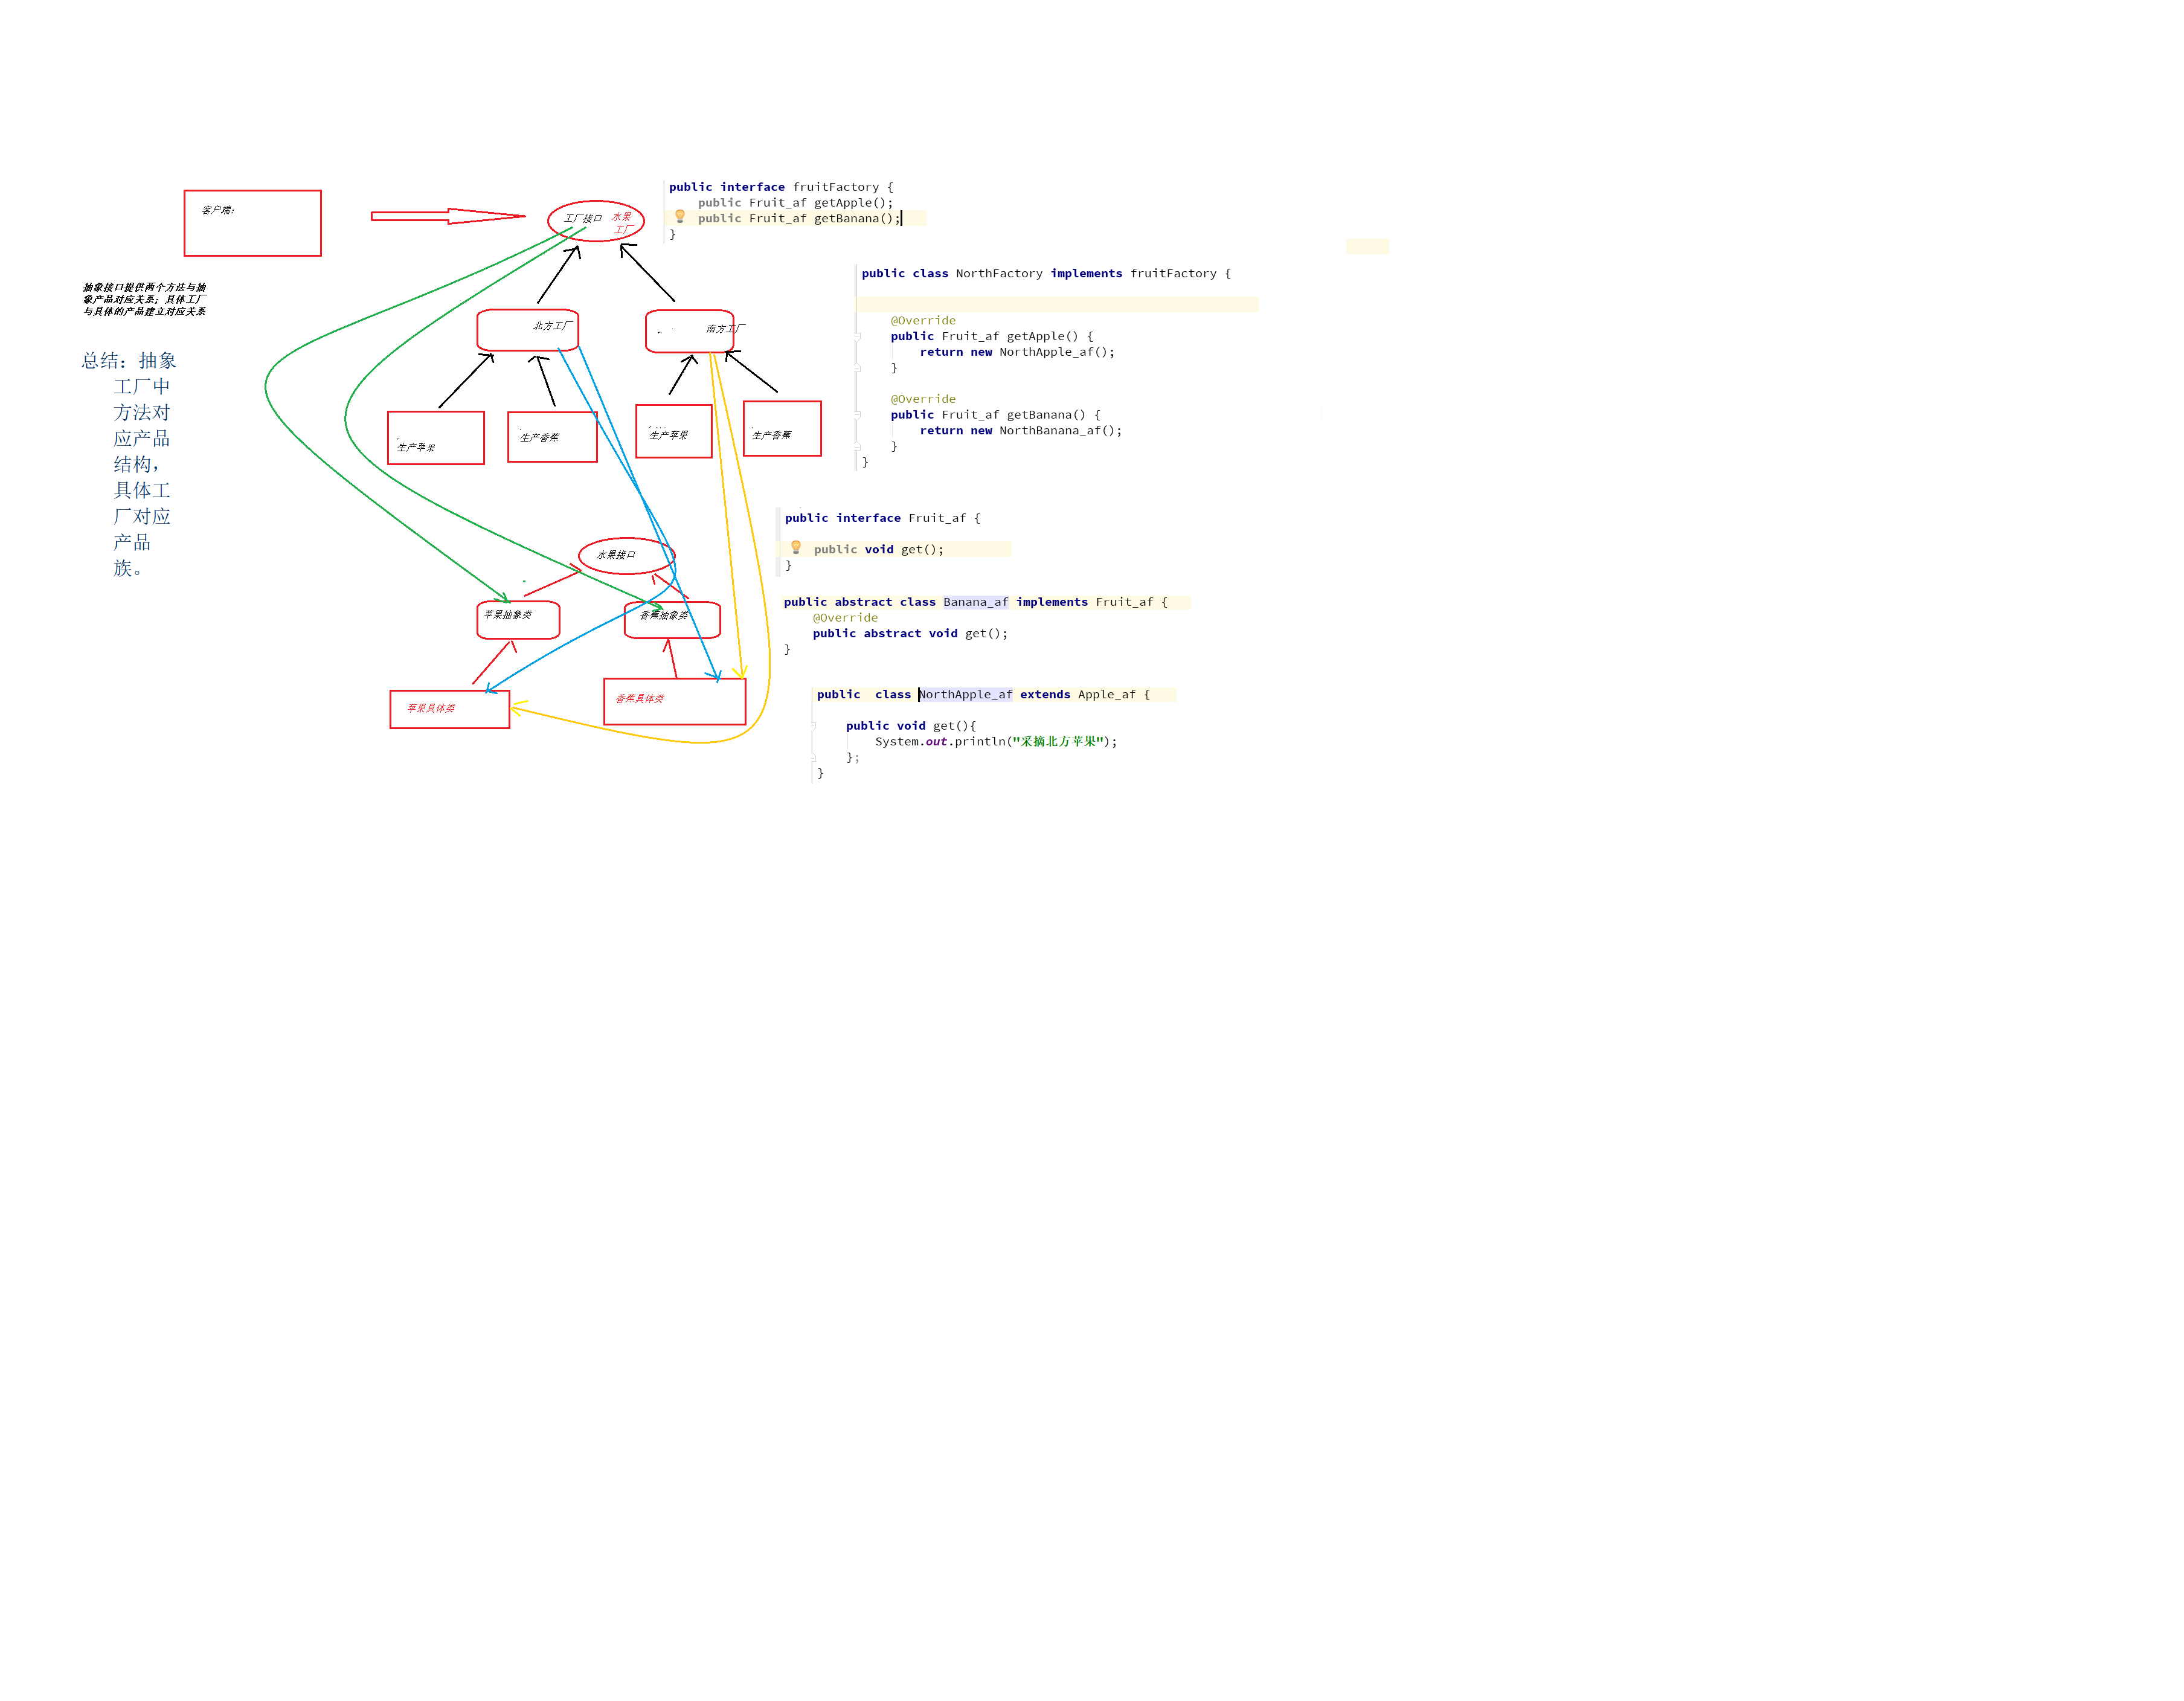 客户端：
工厂接口 水果
工厂
抽象接口提供两个方法与抽
象产品对应关系；具体工厂
与具体的产品建立对应关系
总结：抽象
工厂中
方法对
应产品
结构，
具体工
厂对应
产品
族。
北方工厂
南方工厂
生产苹果
生产香蕉
生产苹果
生产香蕉
水果接口
苹果抽象类
香蕉抽象类
苹果具体类
香蕉具体类
public interface fruitFactory {
public Fruit_af getApple();
public Fruit_af getBanana();
}
public class NorthFactory implements fruitFactory {
@Override
public Fruit_af getApple() {
return new NorthApple_af();
}
@Override
public Fruit_af getBanana() {
return new NorthBanana_af();
}
}
public interface Fruit_af {
public void get();
}
public abstract class Banana_af implements Fruit_af {
@Override
public abstract void get();
}
public  class NorthApple_af extends Apple_af {
public void get(){
System.out.println("采摘北方苹果");
};
}